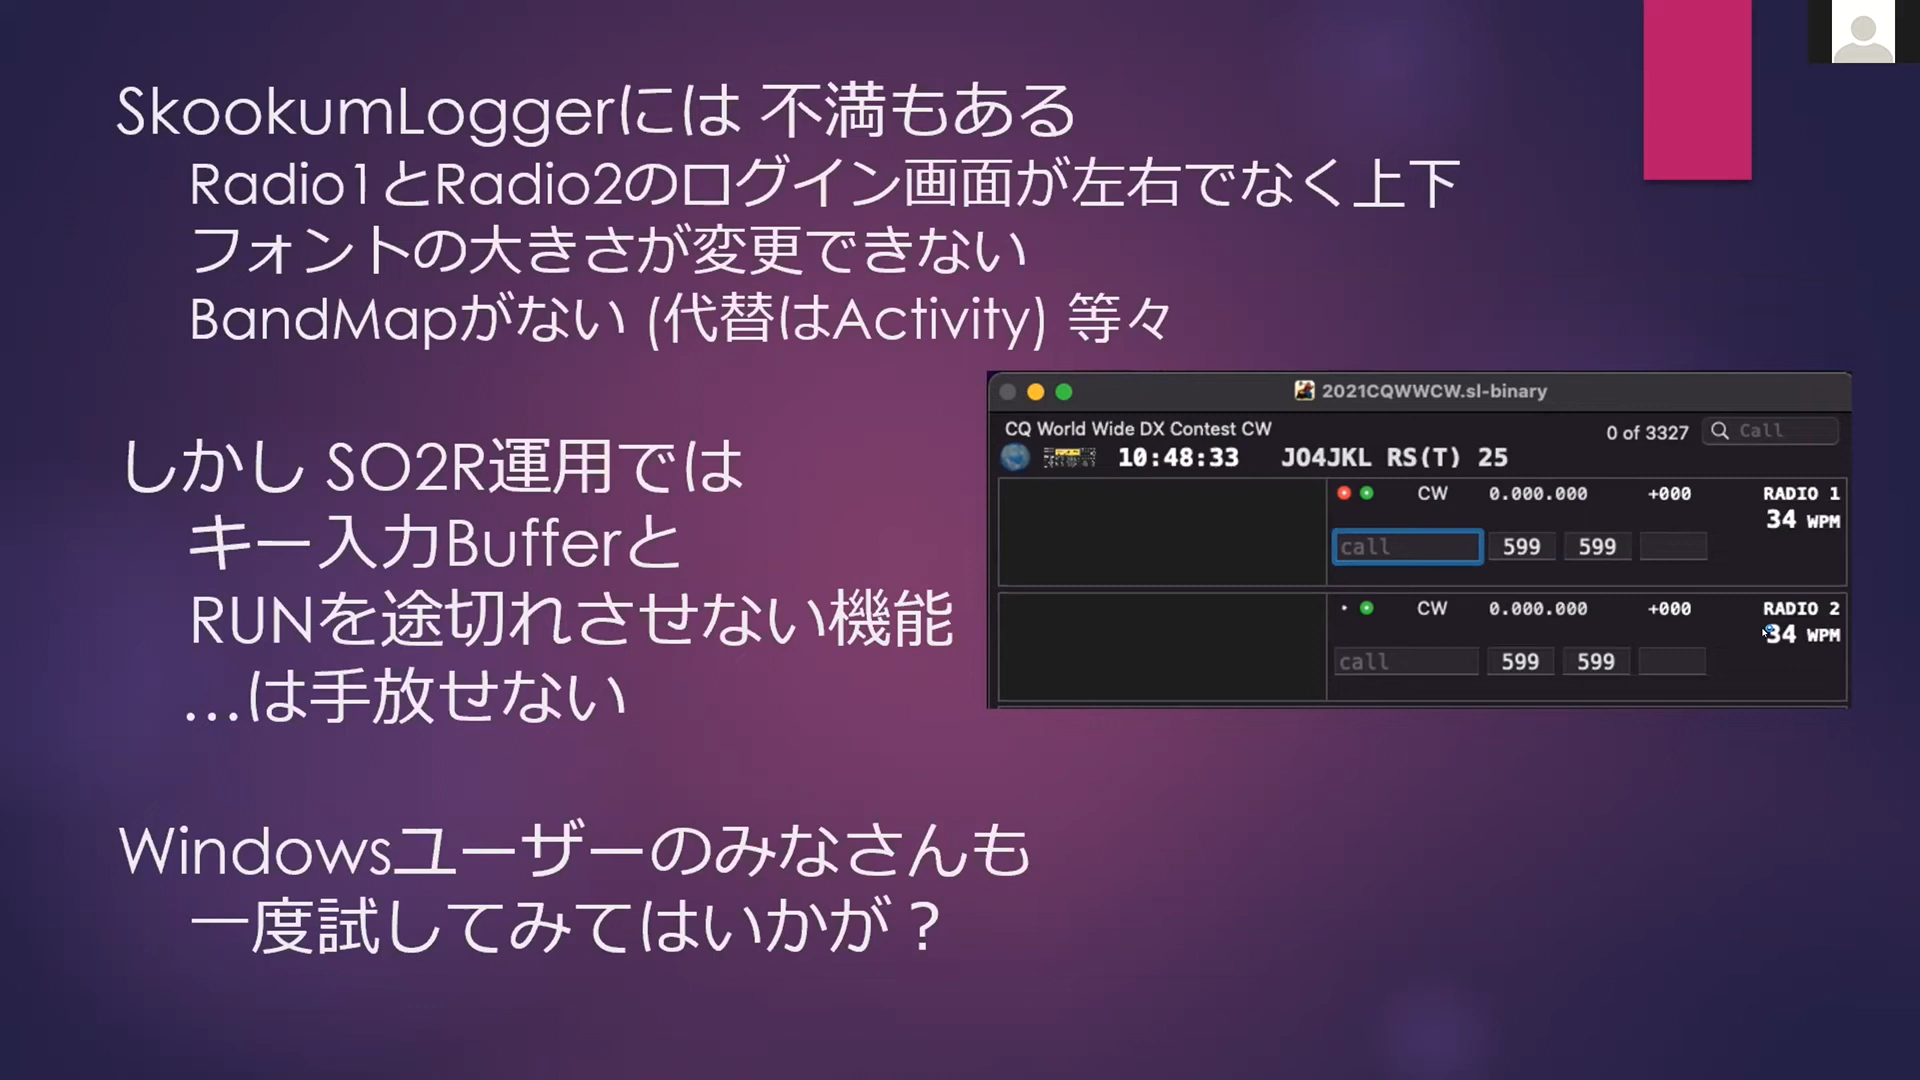 SkookumLoggerには 不満もある
Radio1とRadio2のログイン画面が左右でなく上下
フォントの大きさが変更できない
BandMapがない (代替はActivity) 等々
しかし SO2R運用では
キー入力Bufferと
RUNを途切れさせない機能
…は手放せない
Windowsユーザーのみなさんも
一度試してみてはいかが？
2021CQWWCW.sl-binary
CQ World Wide DX Contest CW
0 of 3327 Call
10:48:33 JO4JKL RS(T) 25
CW 0.000.000 +000 RADIO 1
34 WPM
call 599 599
CW 0.000.000 +000 RADIO 2
34 WPM
call 599 599